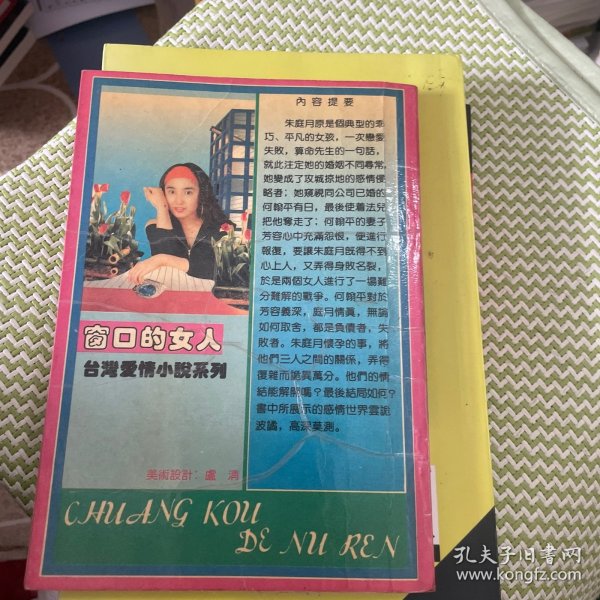 內容提要
朱庭月原是個典型的乖
巧、平凡的女孩，一次戀愛
失敗，算命先生的一句話，
就此注定她的婚姻不同尋常，
她變成了攻城掠地的感情侵
略者；她窺視同公司已婚的
何翰平有日，最後使着法兒
把他奪走了；何翰平的妻子
芳容心中充滿怨恨，便進行
報復，要讓朱庭月既得不到
心上人，又弄得身敗名裂，
於是兩個女人進行了一場難
分難解的戰爭。何翰平對於
芳容義深，庭月情真，無論
如何取舍，都是負債者，失
敗者。朱庭月懷孕的事，將
他們三人之間的關係，弄得
復雜而詭異萬分。他們的情
結能解開嗎？最後結局如何？
書中所展示的感情世界雲詭
波譎，高深莫測。
窗口的女人
台灣愛情小說系列
美術設計：盧 清
CHUANG KOU
DE NU REN
孔夫子旧书网
www.kongfz.com